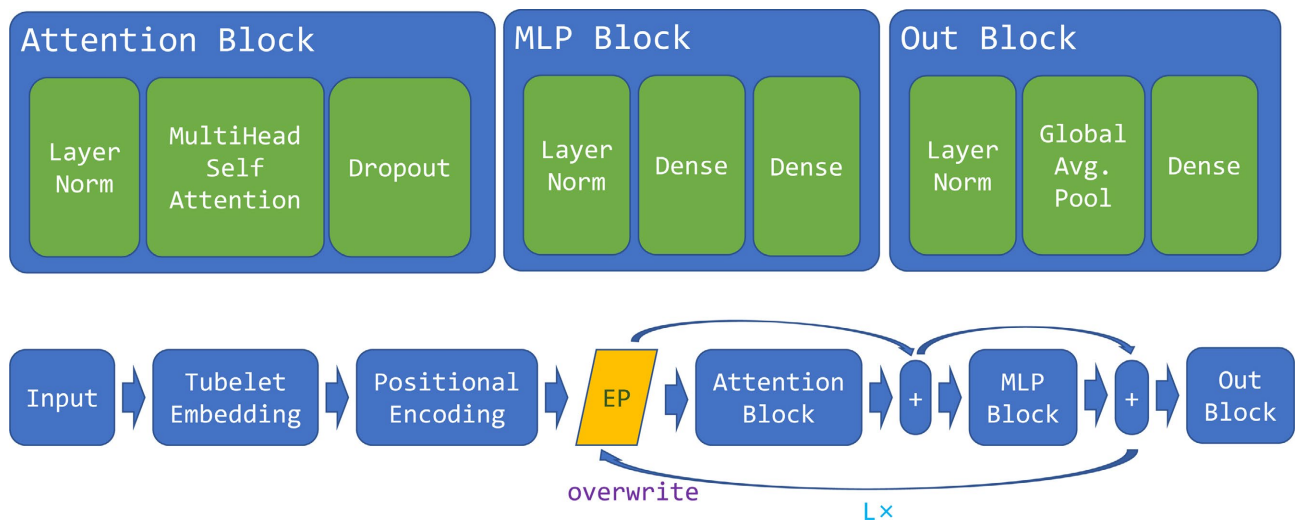 Attention Block
Layer
Norm
MultiHead
Self
Attention
Dropout
MLP Block
Layer
Norm
Dense
Dense
Out Block
Layer
Norm
Global
Avg.
Pool
Dense
Input
Tubelet
Embedding
Positional
Encoding
EP
Attention
Block
+
MLP
Block
+
Out
Block
overwrite
L×